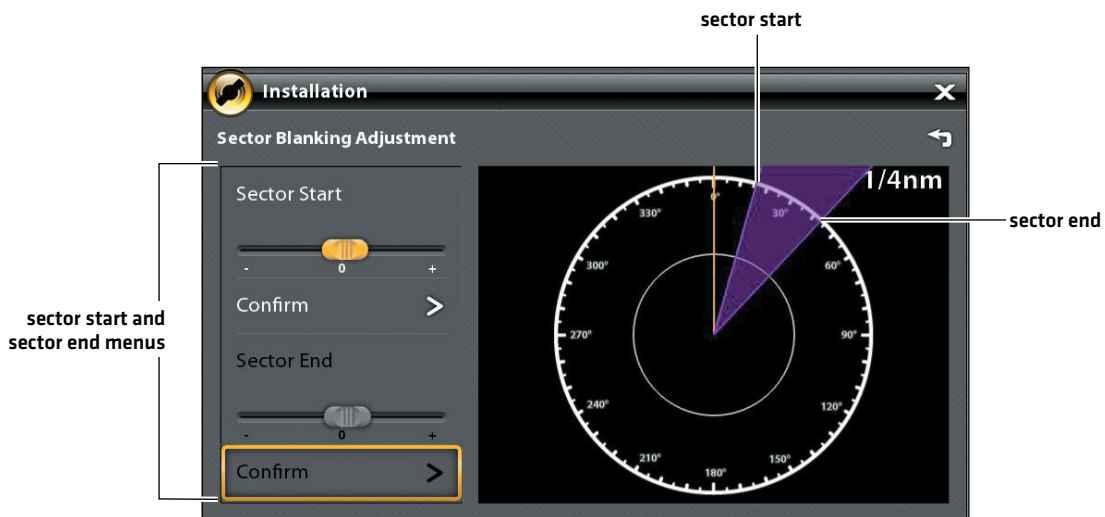 sector start
Installation
X
Sector Blanking Adjustment
sector start and
sector end menus
Sector Start
- 0 +
Confirm >
Sector End
- 0 +
Confirm >
1/4nm
sector end
0°
30°
60°
90°
120°
150°
180°
210°
240°
270°
300°
330°